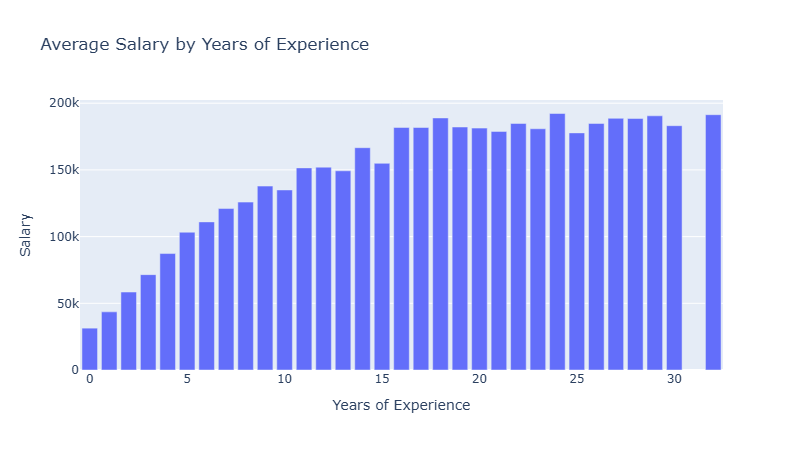 Average Salary by Years of Experience
200k
150k
100k
50k
0
Salary
0 5 10 15 20 25 30
Years of Experience